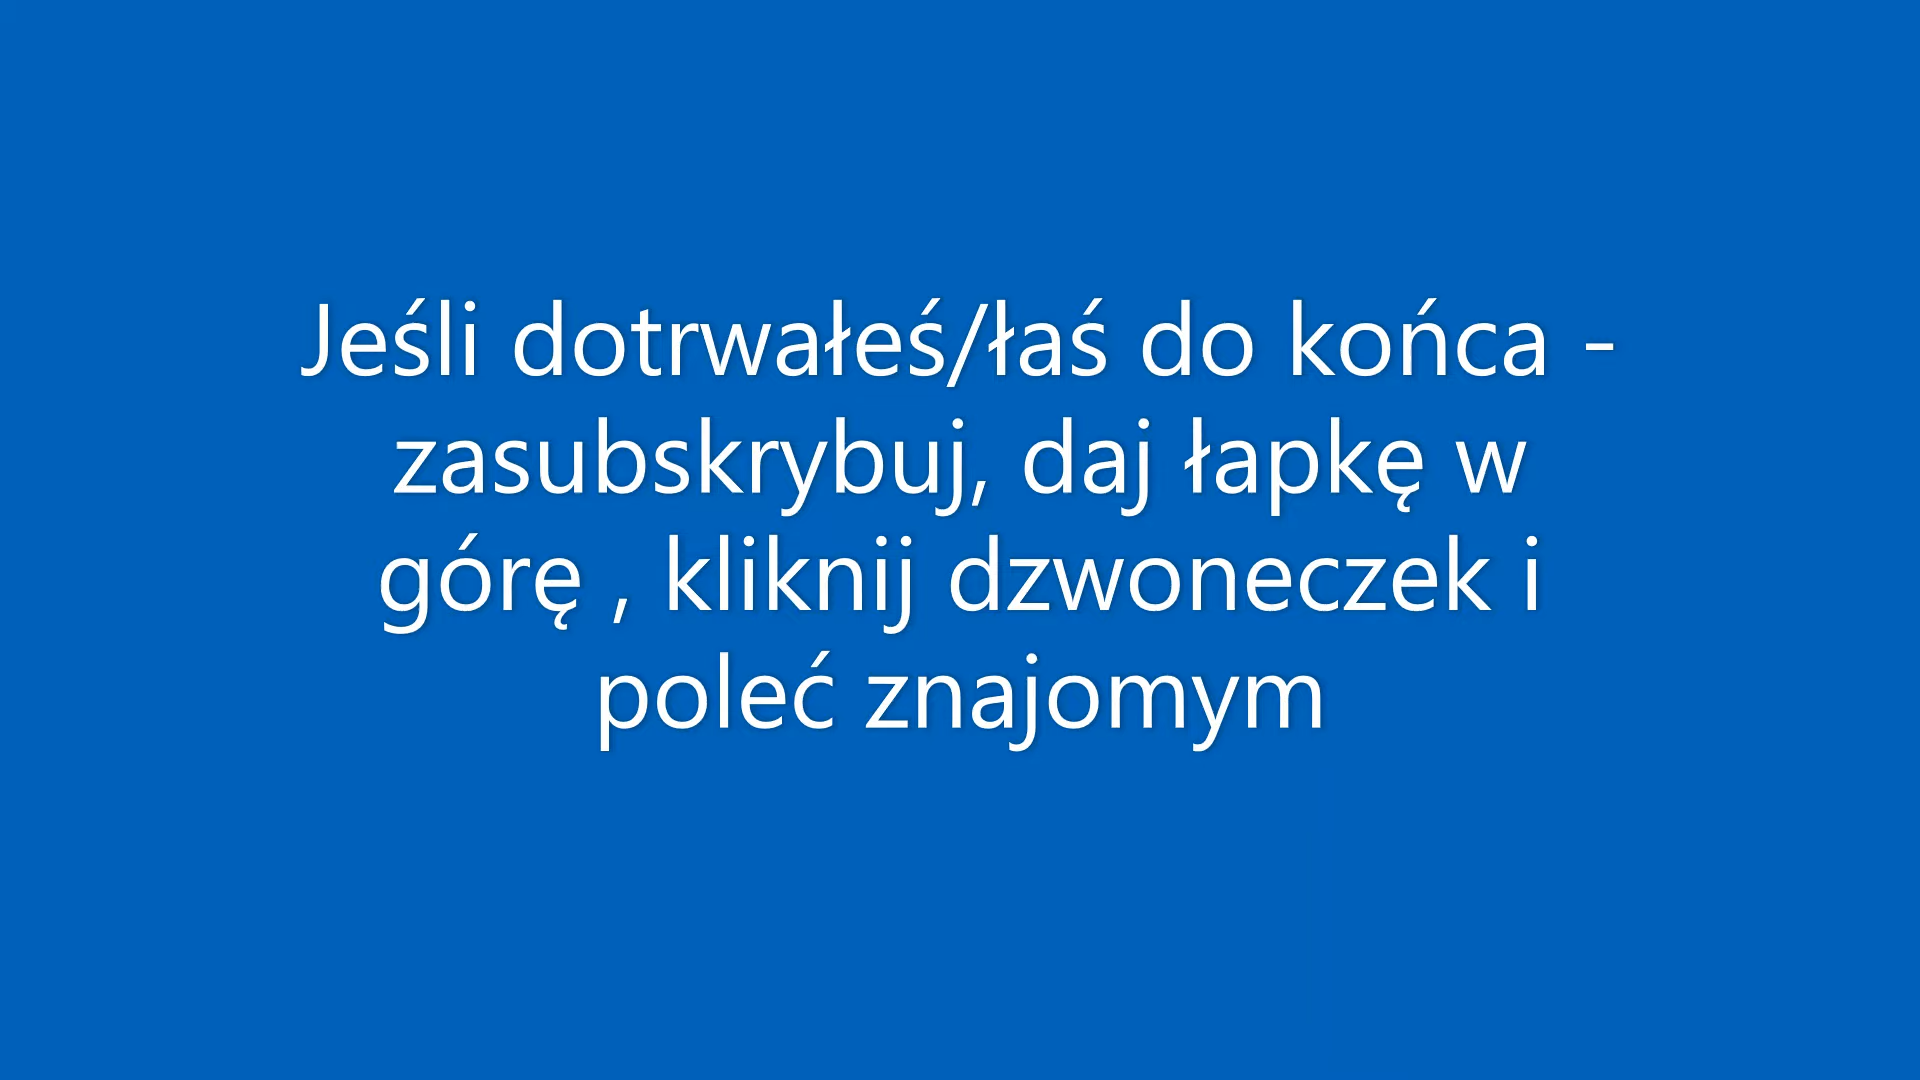 Jeśli dotrwałeś/łaś do końca -
zasubskrybuj, daj łapkę w
górę , kliknij dzwoneczek i
poleć znajomym